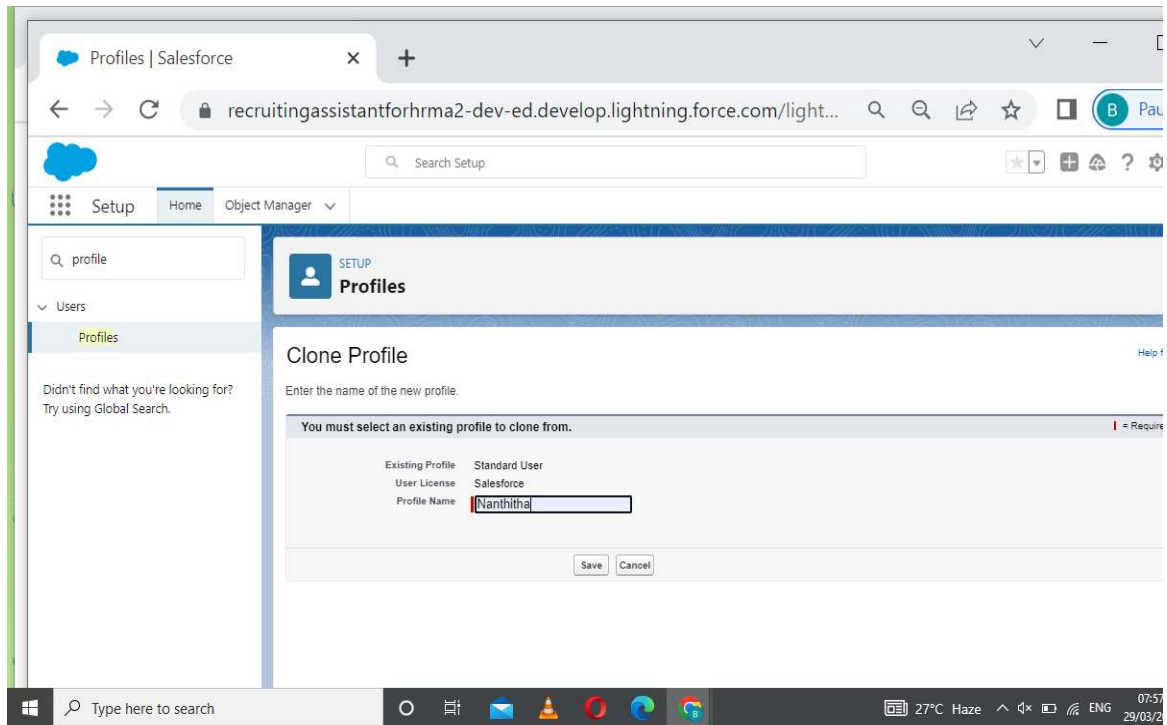 Profiles | Salesforce
recruitingassistantforhrma2-dev-ed.develop.lightning.force.com/light...
B Pau
Search Setup
Setup Home Object Manager
profile
Users
Profiles
Didn't find what you're looking for?
Try using Global Search.
SETUP
Profiles
Clone Profile
Help f
Enter the name of the new profile.
You must select an existing profile to clone from.
= Require
Existing Profile Standard User
User License Salesforce
Profile Name Nanthitha
Save Cancel
Type here to search
27°C Haze
ENG
07:57
29/03/2